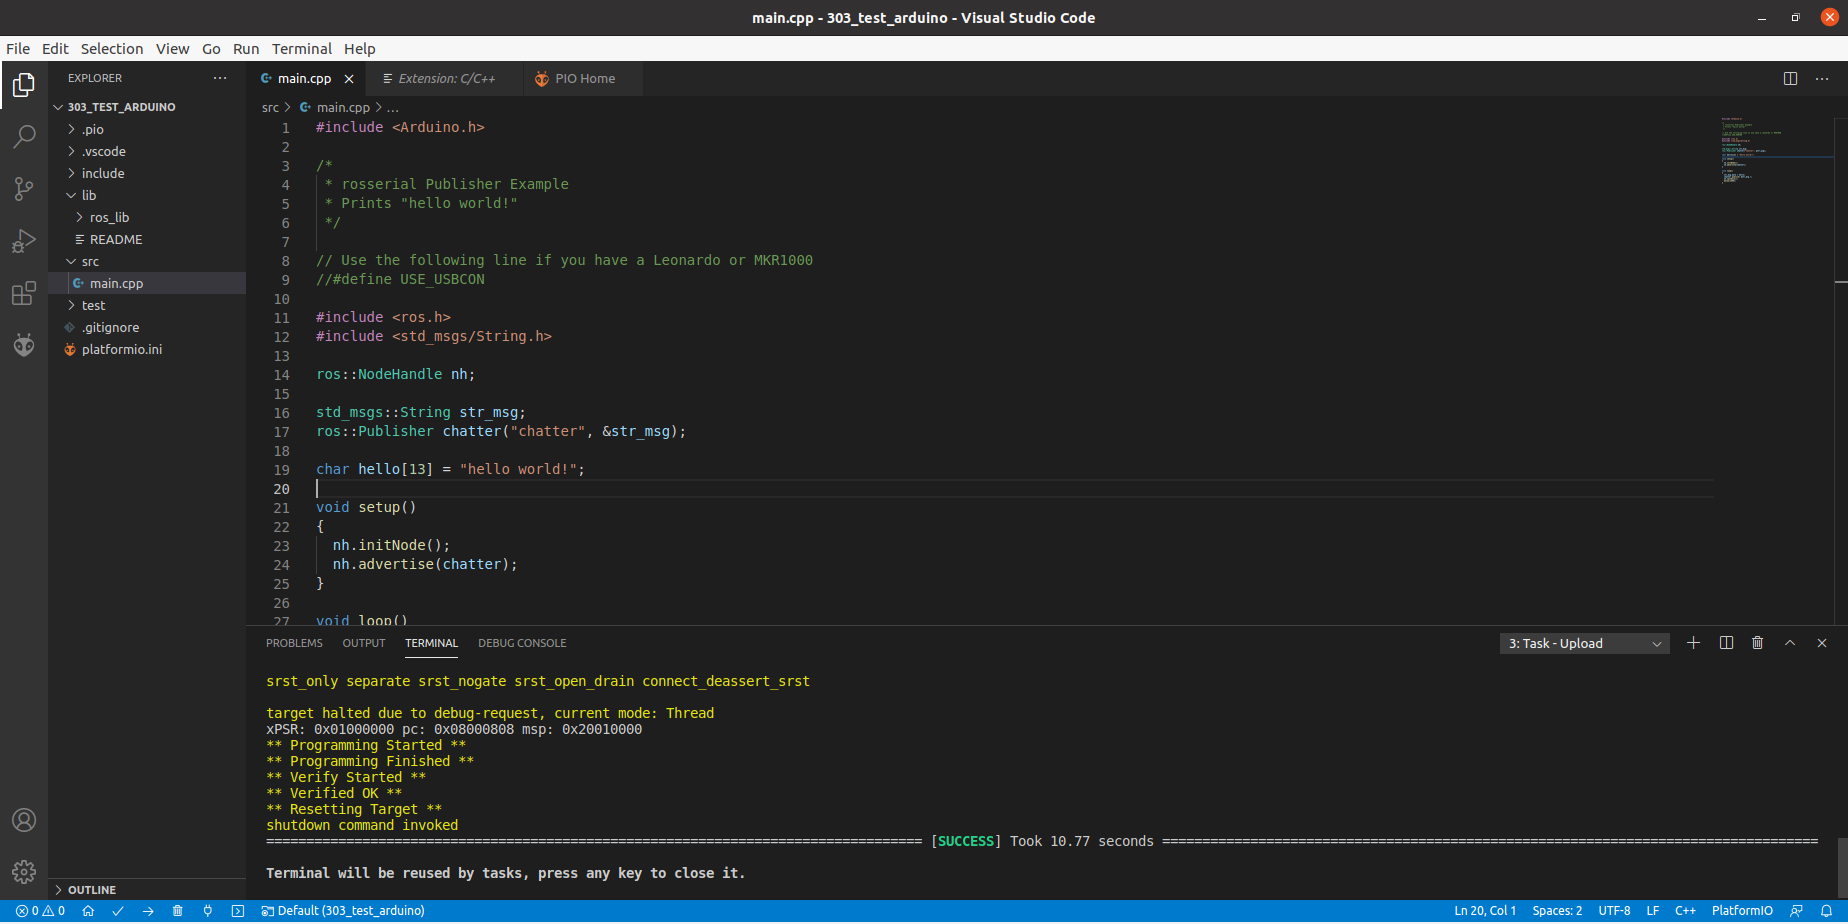 main.cpp - 303_test_arduino - Visual Studio Code
File Edit Selection View Go Run Terminal Help
EXPLORER ···
303_TEST_ARDUINO
.pio
.vscode
include
lib
ros_lib
README
src
main.cpp
test
.gitignore
platformio.ini
OUTLINE
main.cpp Extension: C/C++ PIO Home
src > main.cpp > ...
1 #include <Arduino.h>
2
3 /*
4 * rosserial Publisher Example
5 * Prints "hello world!"
6 */
7
8 // Use the following line if you have a Leonardo or MKR1000
9 //#define USE_USBCON
10
11 #include <ros.h>
12 #include <std_msgs/String.h>
13
14 ros::NodeHandle nh;
15
16 std_msgs::String str_msg;
17 ros::Publisher chatter("chatter", &str_msg);
18
19 char hello[13] = "hello world!";
20
21 void setup()
22 {
23 nh.initNode();
24 nh.advertise(chatter);
25 }
26
27 void loop()
PROBLEMS OUTPUT TERMINAL DEBUG CONSOLE 3: Task - Upload
srst_only separate srst_nogate srst_open_drain connect_deassert_srst
target halted due to debug-request, current mode: Thread
xPSR: 0x01000000 pc: 0x08000808 msp: 0x20010000
** Programming Started **
** Programming Finished **
** Verify Started **
** Verified OK **
** Resetting Target **
shutdown command invoked
[SUCCESS] Took 10.77 seconds
Terminal will be reused by tasks, press any key to close it.
0 0 Default (303_test_arduino) Ln 20, Col 1 Spaces: 2 UTF-8 LF C++ PlatformIO